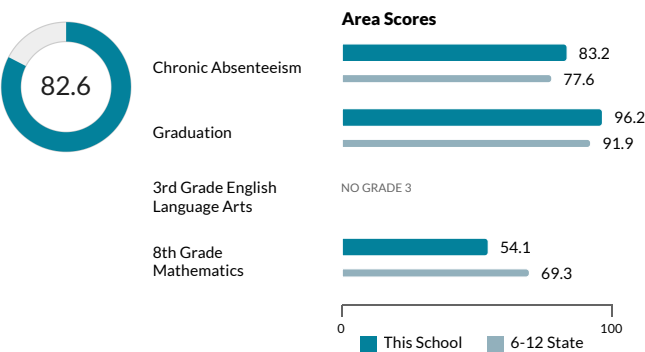 Area Scores
82.6
Chronic Absenteeism
83.2
77.6
Graduation
96.2
91.9
3rd Grade English
Language Arts
NO GRADE 3
8th Grade
Mathematics
54.1
69.3
0
100
This School
6-12 State